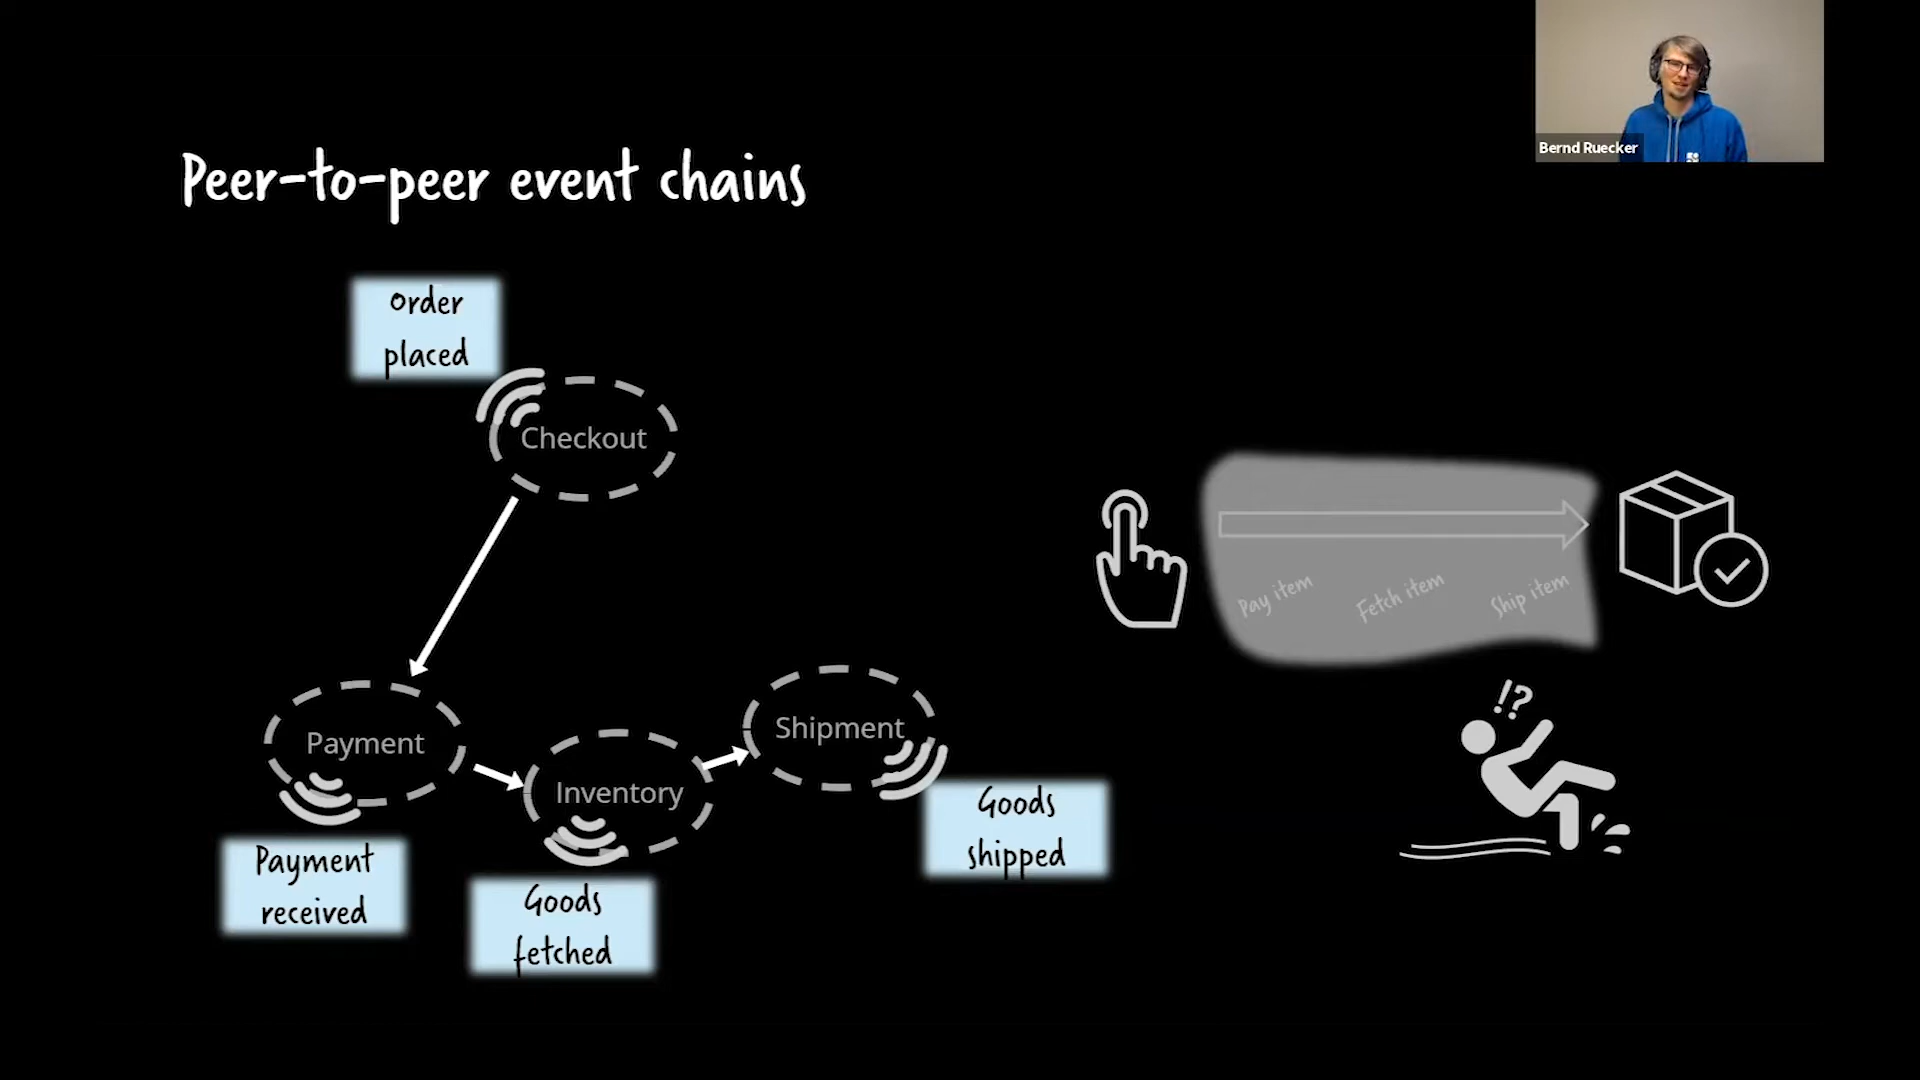 Bernd Ruecker
Peer-to-peer event chains
Order
placed
Checkout
Pay item
Fetch item
Ship item
!?
Payment
Inventory
Shipment
Payment
received
Goods
fetched
Goods
shipped